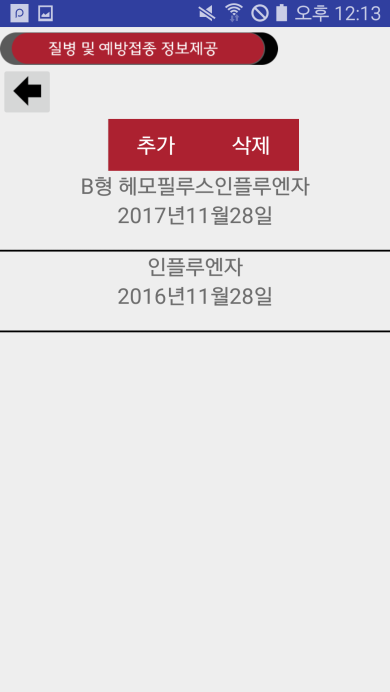 오후 12:13
질병 및 예방접종 정보제공
추가 삭제
B형 헤모필루스인플루엔자
2017년11월28일
인플루엔자
2016년11월28일